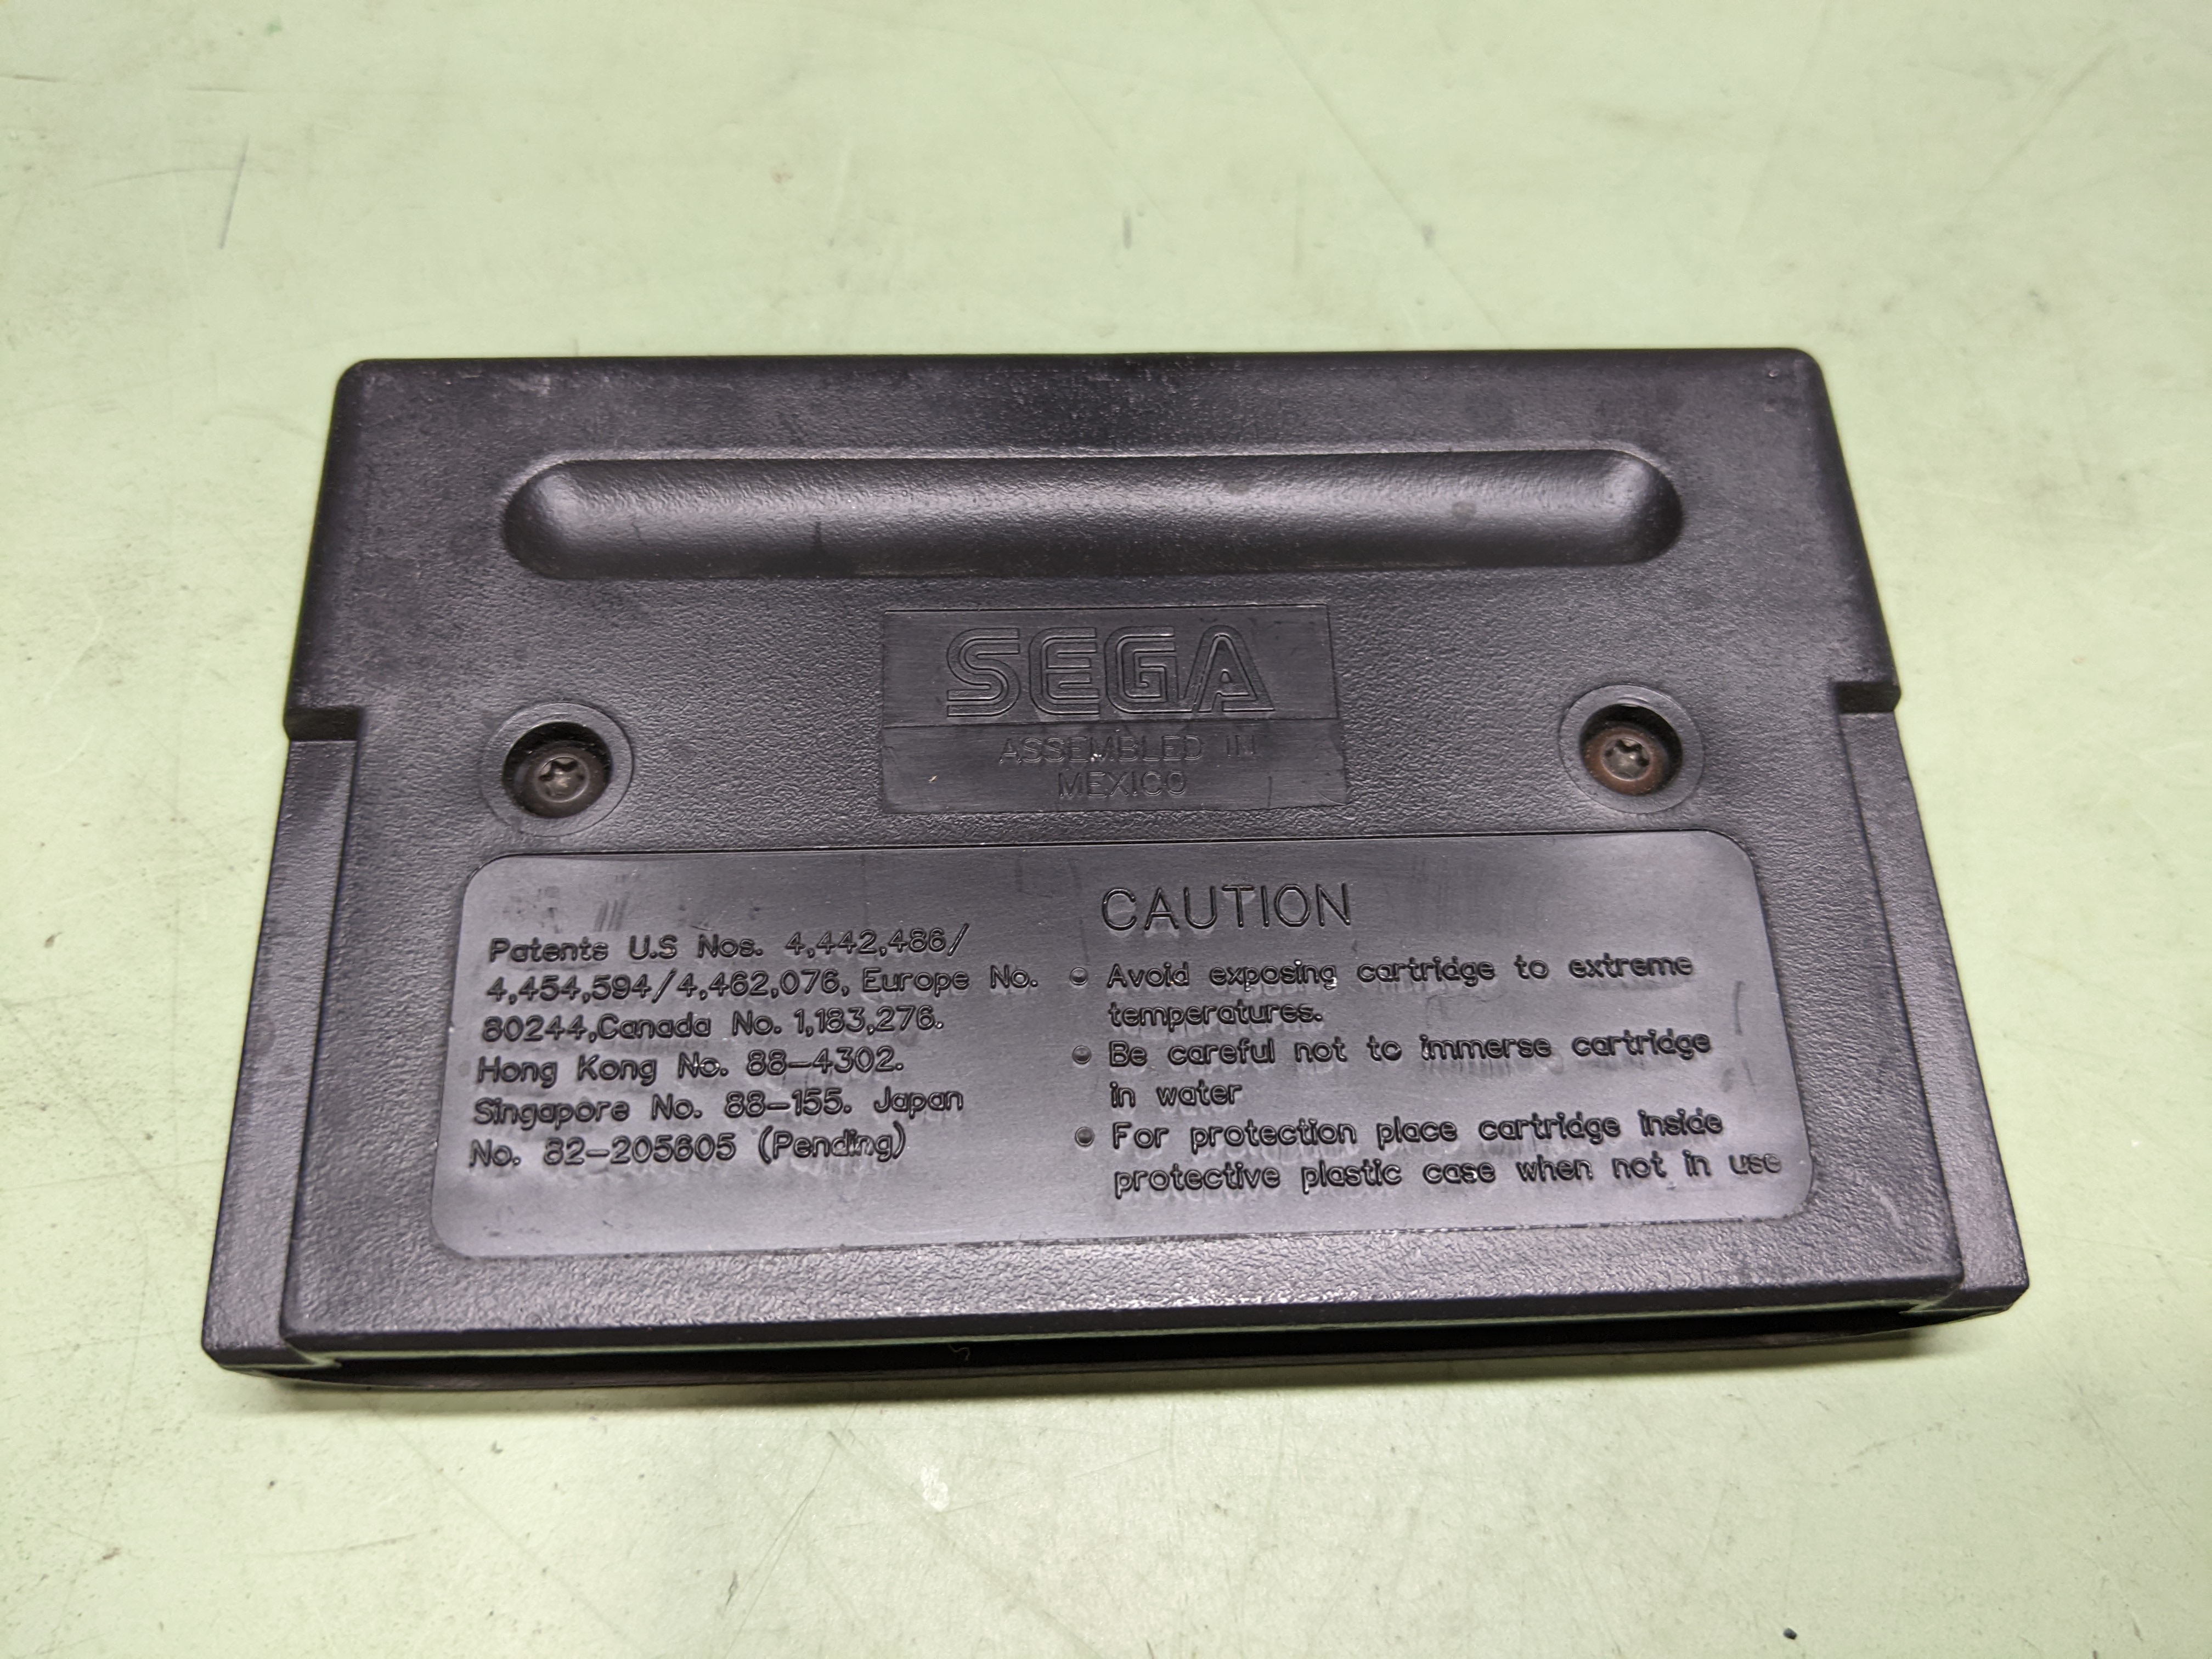 SEGA
ASSEMBLED IN
MEXICO
Patents U.S Nos. 4,442,486/
4,454,594/4,462,076, Europe No.
80244,Canada No. 1,183,276.
Hong Kong No. 88-4302.
Singapore No. 88-155. Japan
No. 82-205605 (Pending)
CAUTION
• Avoid exposing cartridge to extreme
temperatures.
• Be careful not to immerse cartridge
in water
• For protection place cartridge inside
protective plastic case when not in use